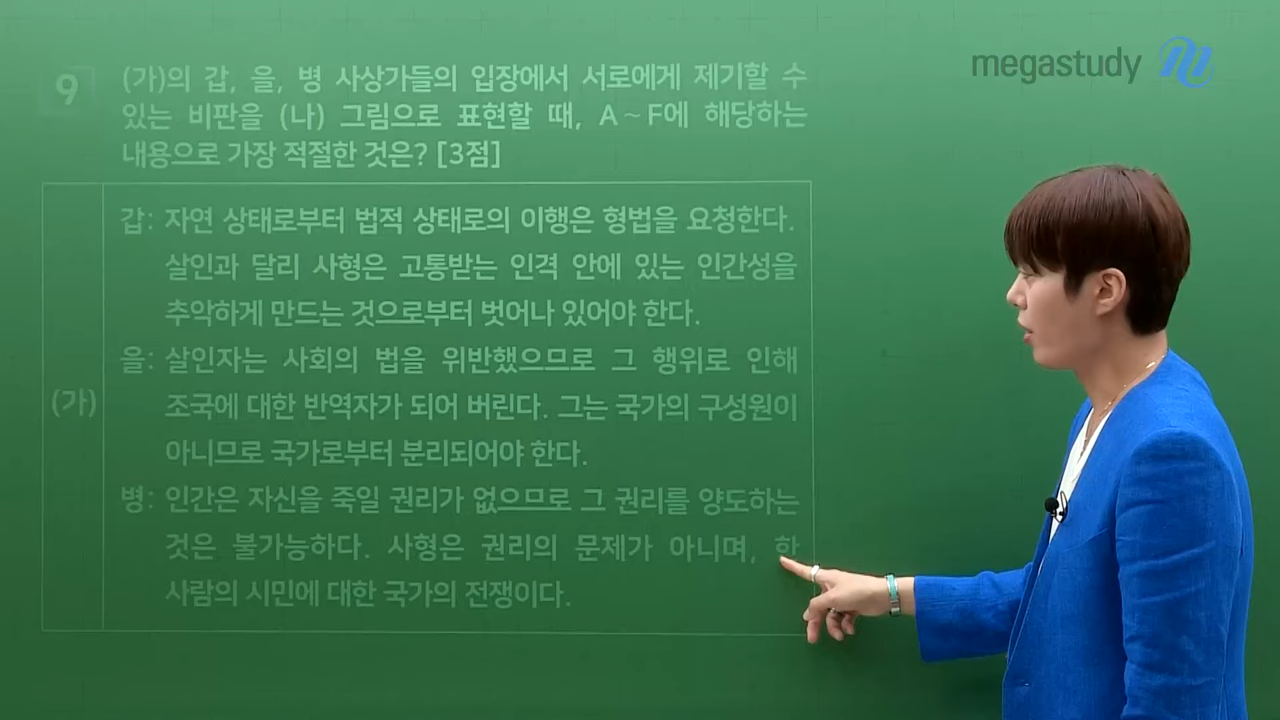 megastudy
9
(가)의 갑, 을, 병 사상가들의 입장에서 서로에게 제기할 수
있는 비판을 (나) 그림으로 표현할 때, A~F에 해당하는
내용으로 가장 적절한 것은? [3점]
(가)
갑: 자연 상태로부터 법적 상태로의 이행은 형법을 요청한다.
살인과 달리 사형은 고통받는 인격 안에 있는 인간성을
추악하게 만드는 것으로부터 벗어나 있어야 한다.
을: 살인자는 사회의 법을 위반했으므로 그 행위로 인해
조국에 대한 반역자가 되어 버린다. 그는 국가의 구성원이
아니므로 국가로부터 분리되어야 한다.
병: 인간은 자신을 죽일 권리가 없으므로 그 권리를 양도하는
것은 불가능하다. 사형은 권리의 문제가 아니며, 한
사람의 시민에 대한 국가의 전쟁이다.